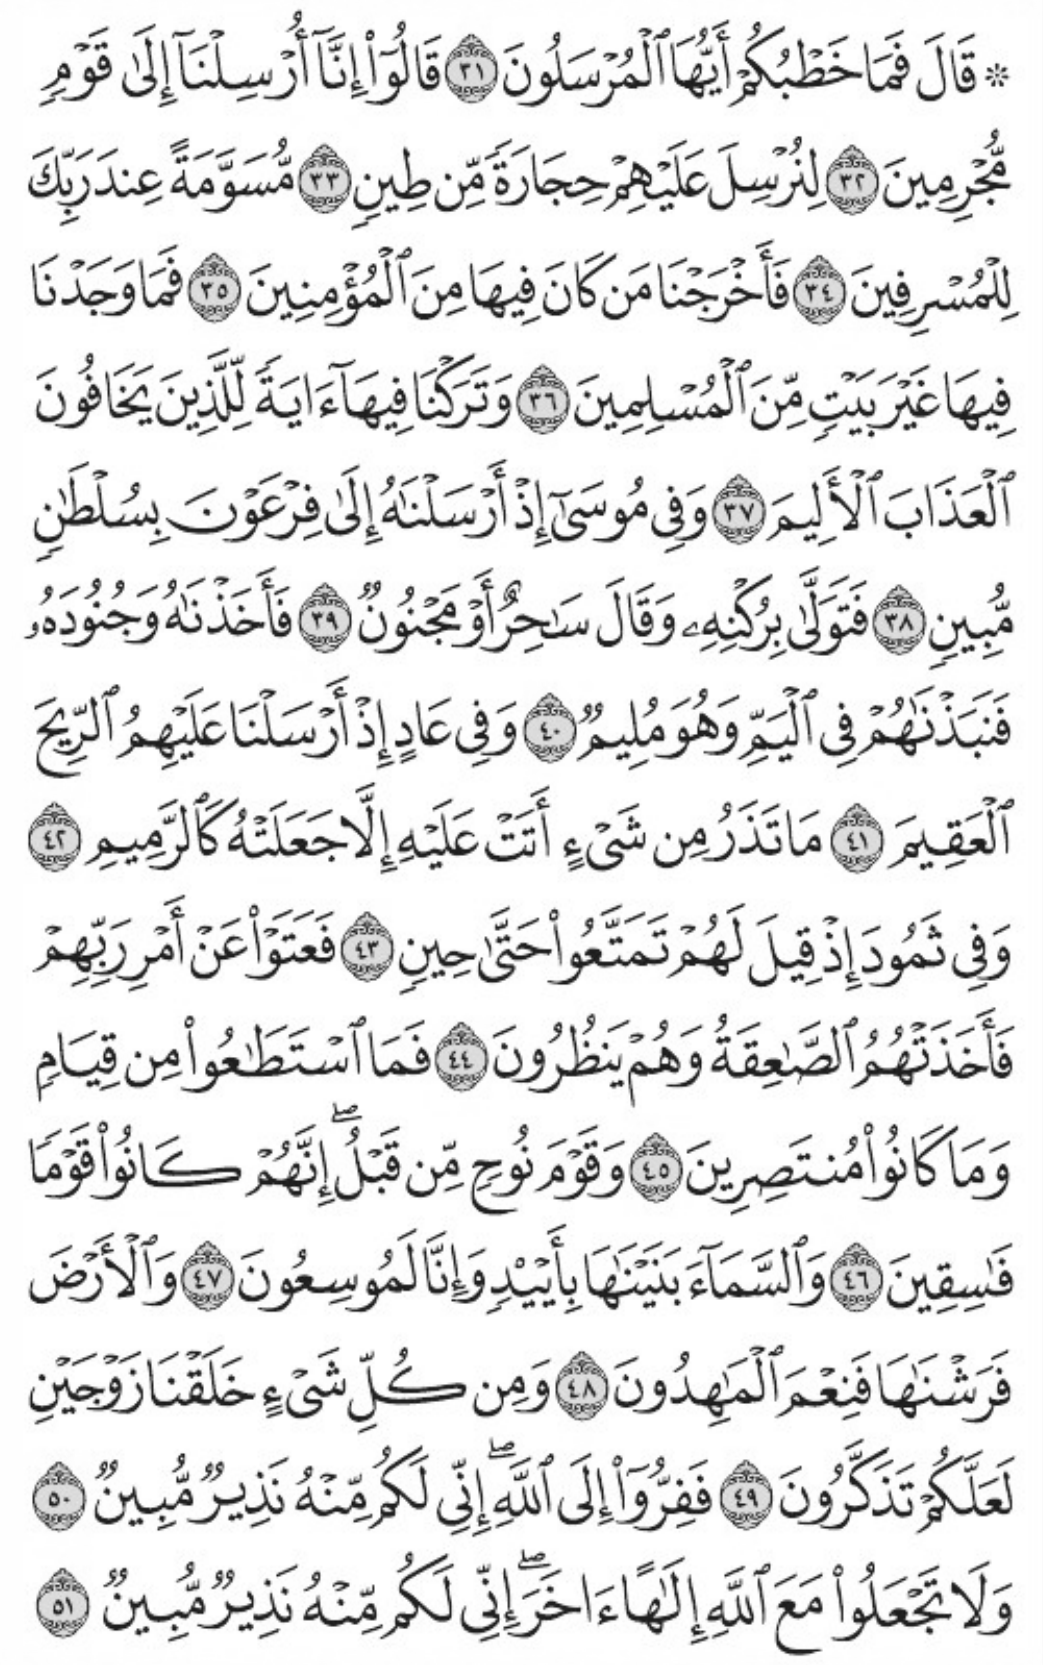 ۞ قَالَ فَمَا خَطۡبُكُمۡ أَيُّهَا ٱلۡمُرۡسَلُونَ ٣١ قَالُوٓاْ إِنَّآ أُرۡسِلۡنَآ إِلَىٰ قَوۡمٖ
مُّجۡرِمِينَ ٣٢ لِنُرۡسِلَ عَلَيۡهِمۡ حِجَارَةٗ مِّن طِينٖ ٣٣ مُّسَوَّمَةً عِندَ رَبِّكَ
لِلۡمُسۡرِفِينَ ٣٤ فَأَخۡرَجۡنَا مَن كَانَ فِيهَا مِنَ ٱلۡمُؤۡمِنِينَ ٣٥ فَمَا وَجَدۡنَا
فِيهَا غَيۡرَ بَيۡتٖ مِّنَ ٱلۡمُسۡلِمِينَ ٣٦ وَتَرَكۡنَا فِيهَآ ءَايَةٗ لِّلَّذِينَ يَخَافُونَ
ٱلۡعَذَابَ ٱلۡأَلِيمَ ٣٧ وَفِي مُوسَىٰٓ إِذۡ أَرۡسَلۡنَٰهُ إِلَىٰ فِرۡعَوۡنَ بِسُلۡطَٰنٖ
مُّبِينٖ ٣٨ فَتَوَلَّىٰ بِرُكۡنِهِۦ وَقَالَ سَٰحِرٌ أَوۡ مَجۡنُونٞ ٣٩ فَأَخَذۡنَٰهُ وَجُنُودَهُۥ
فَنَبَذۡنَٰهُمۡ فِي ٱلۡيَمِّ وَهُوَ مُلِيمٞ ٤٠ وَفِي عَادٍ إِذۡ أَرۡسَلۡنَا عَلَيۡهِمُ ٱلرِّيحَ
ٱلۡعَقِيمَ ٤١ مَا تَذَرُ مِن شَيۡءٍ أَتَتۡ عَلَيۡهِ إِلَّا جَعَلَتۡهُ كَٱلرَّمِيمِ ٤٢
وَفِي ثَمُودَ إِذۡ قِيلَ لَهُمۡ تَمَتَّعُواْ حَتَّىٰ حِينٖ ٤٣ فَعَتَوۡاْ عَنۡ أَمۡرِ رَبِّهِمۡ
فَأَخَذَتۡهُمُ ٱلصَّٰعِقَةُ وَهُمۡ يَنظُرُونَ ٤٤ فَمَا ٱسۡتَطَٰعُواْ مِن قِيَامٖ
وَمَا كَانُواْ مُنتَصِرِينَ ٤٥ وَقَوۡمَ نُوحٖ مِّن قَبۡلُۖ إِنَّهُمۡ كَانُواْ قَوۡمٗا
فَٰسِقِينَ ٤٦ وَٱلسَّمَآءَ بَنَيۡنَٰهَا بِأَيۡيْدٖ وَإِنَّا لَمُوسِعُونَ ٤٧ وَٱلۡأَرۡضَ
فَرَشۡنَٰهَا فَنِعۡمَ ٱلۡمَٰهِدُونَ ٤٨ وَمِن كُلِّ شَيۡءٍ خَلَقۡنَا زَوۡجَيۡنِ
لَعَلَّكُمۡ تَذَكَّرُونَ ٤٩ فَفِرُّوٓاْ إِلَى ٱللَّهِۖ إِنِّي لَكُم مِّنۡهُ نَذِيرٞ مُّبِينٞ ٥٠
وَلَا تَجۡعَلُواْ مَعَ ٱللَّهِ إِلَٰهًا ءَاخَرَۖ إِنِّي لَكُم مِّنۡهُ نَذِيرٞ مُّبِينٞ ٥١